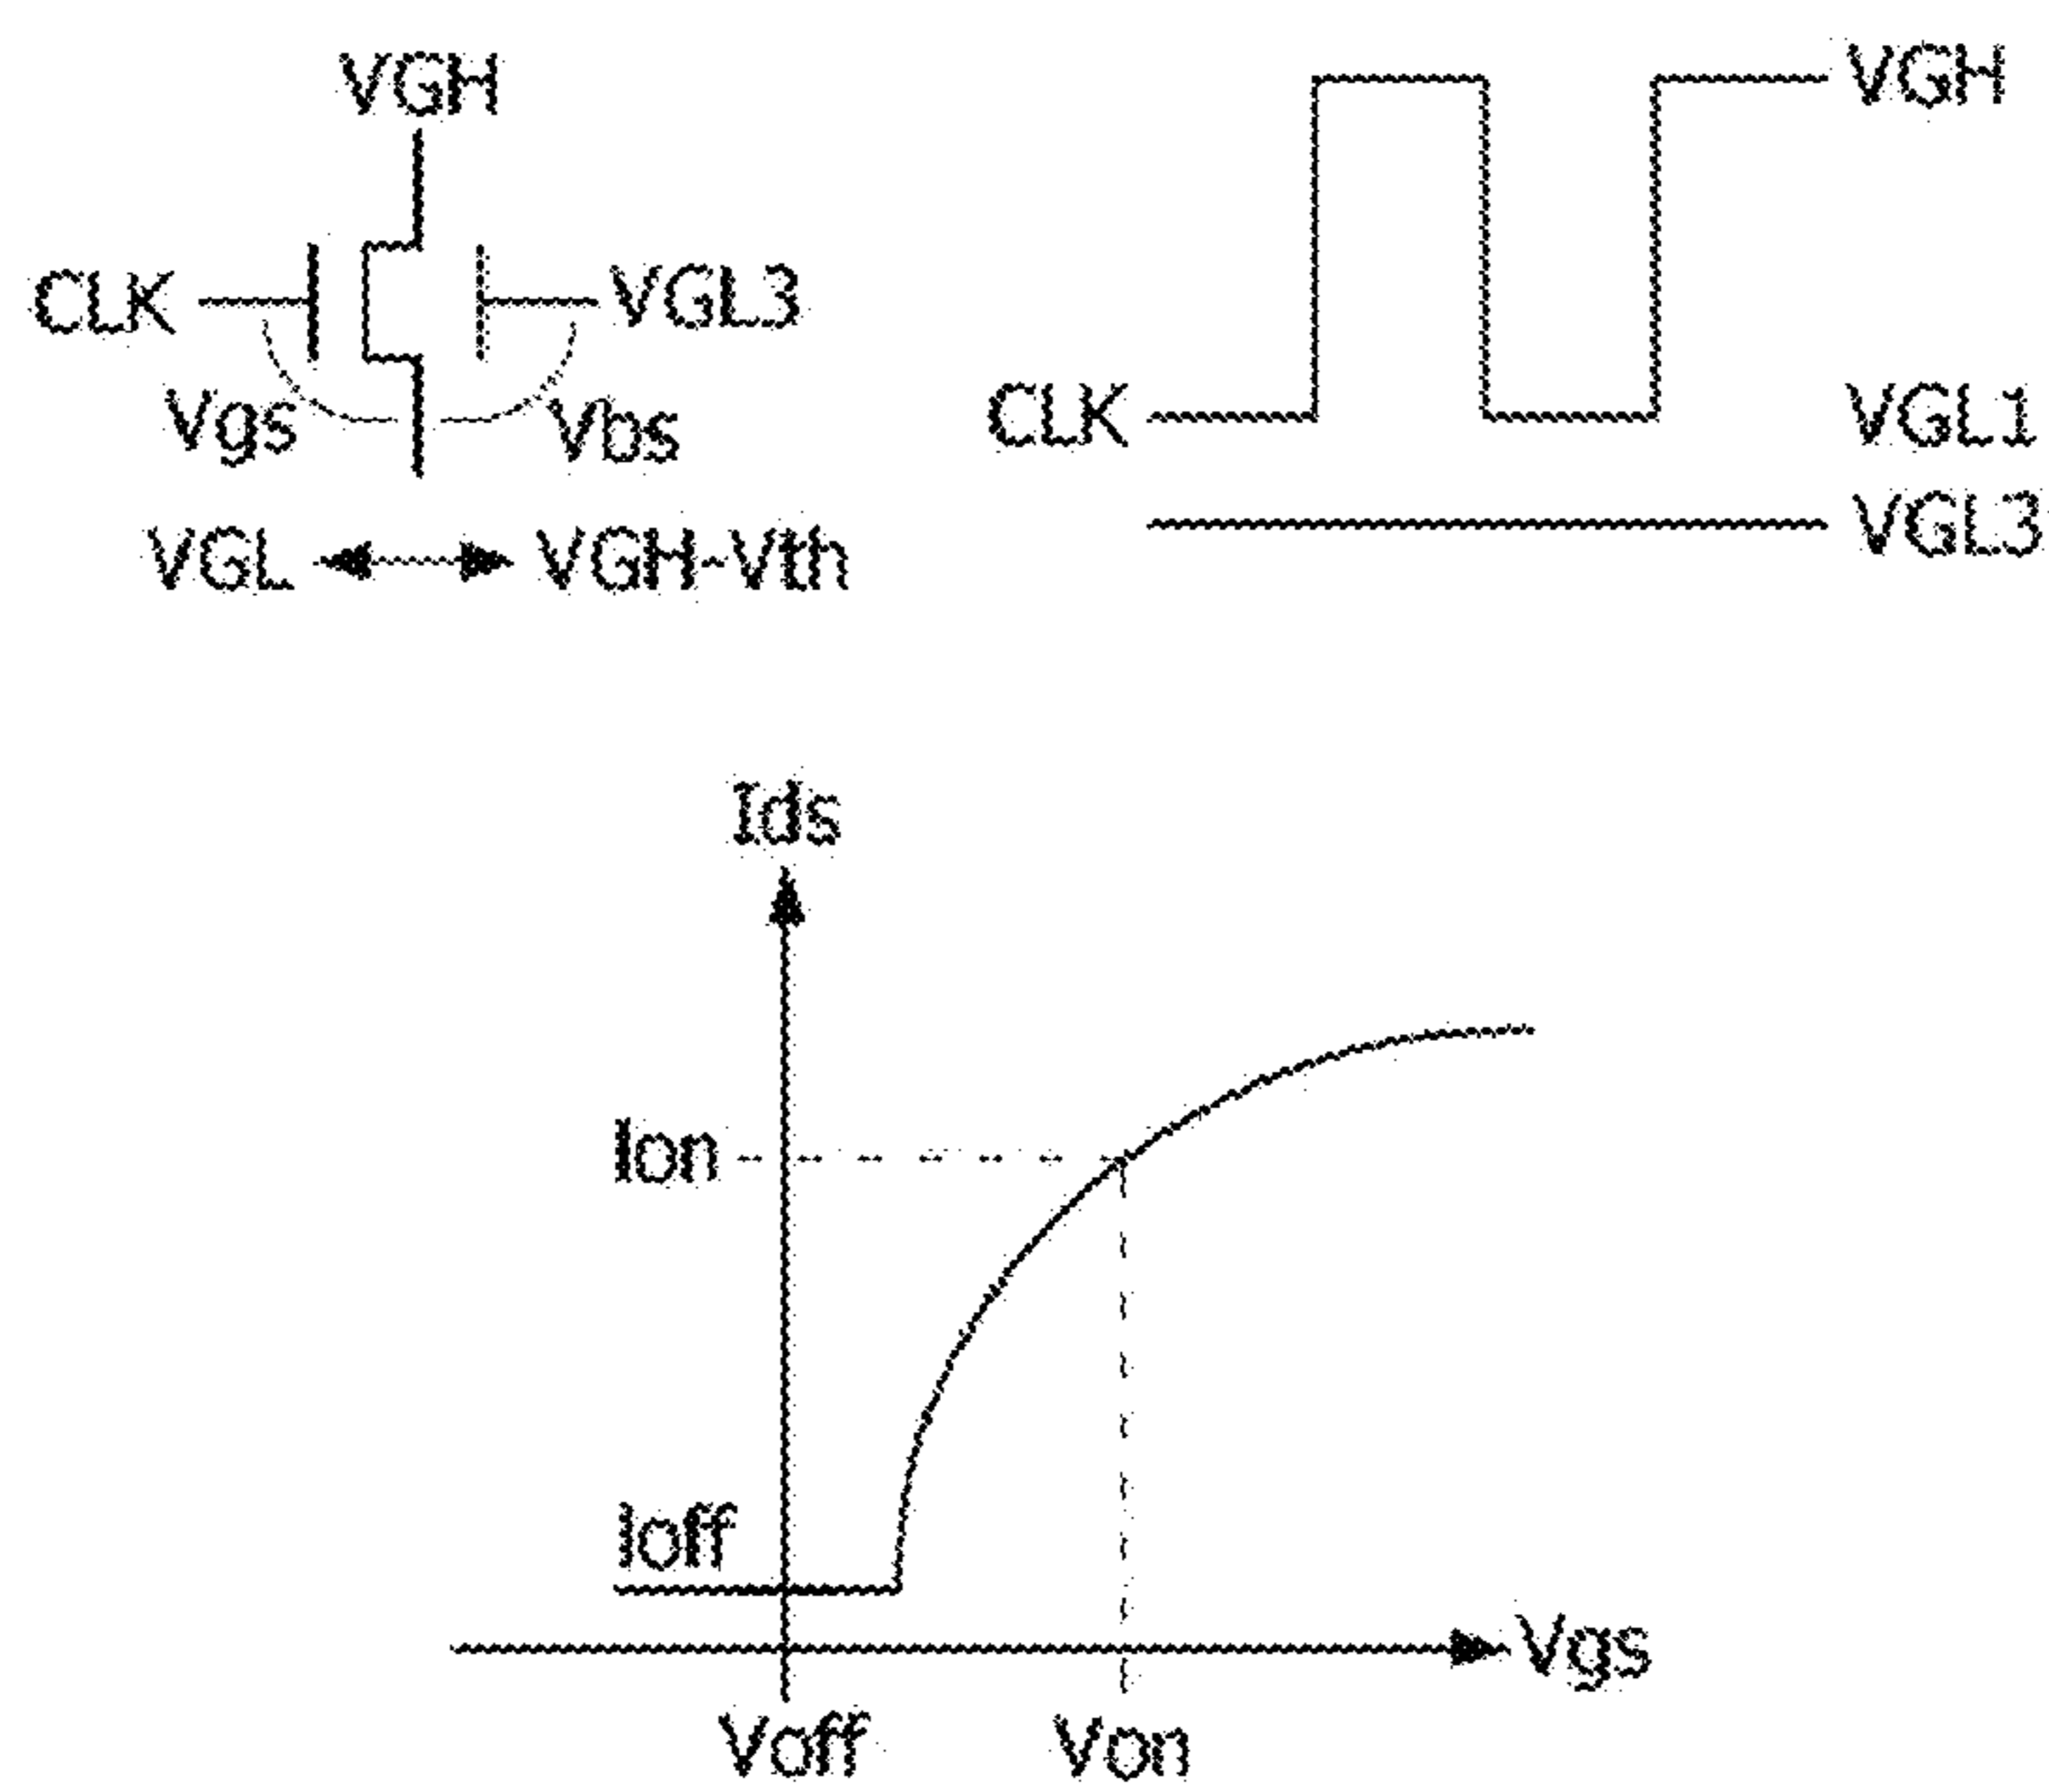 VGH
CLK
VGL3
Vgs
Vbs
VGL
VGH-Vth
VGH
CLK
VGL1
VGL3
Ids
Ion
Ioff
Vgs
Voff
Von